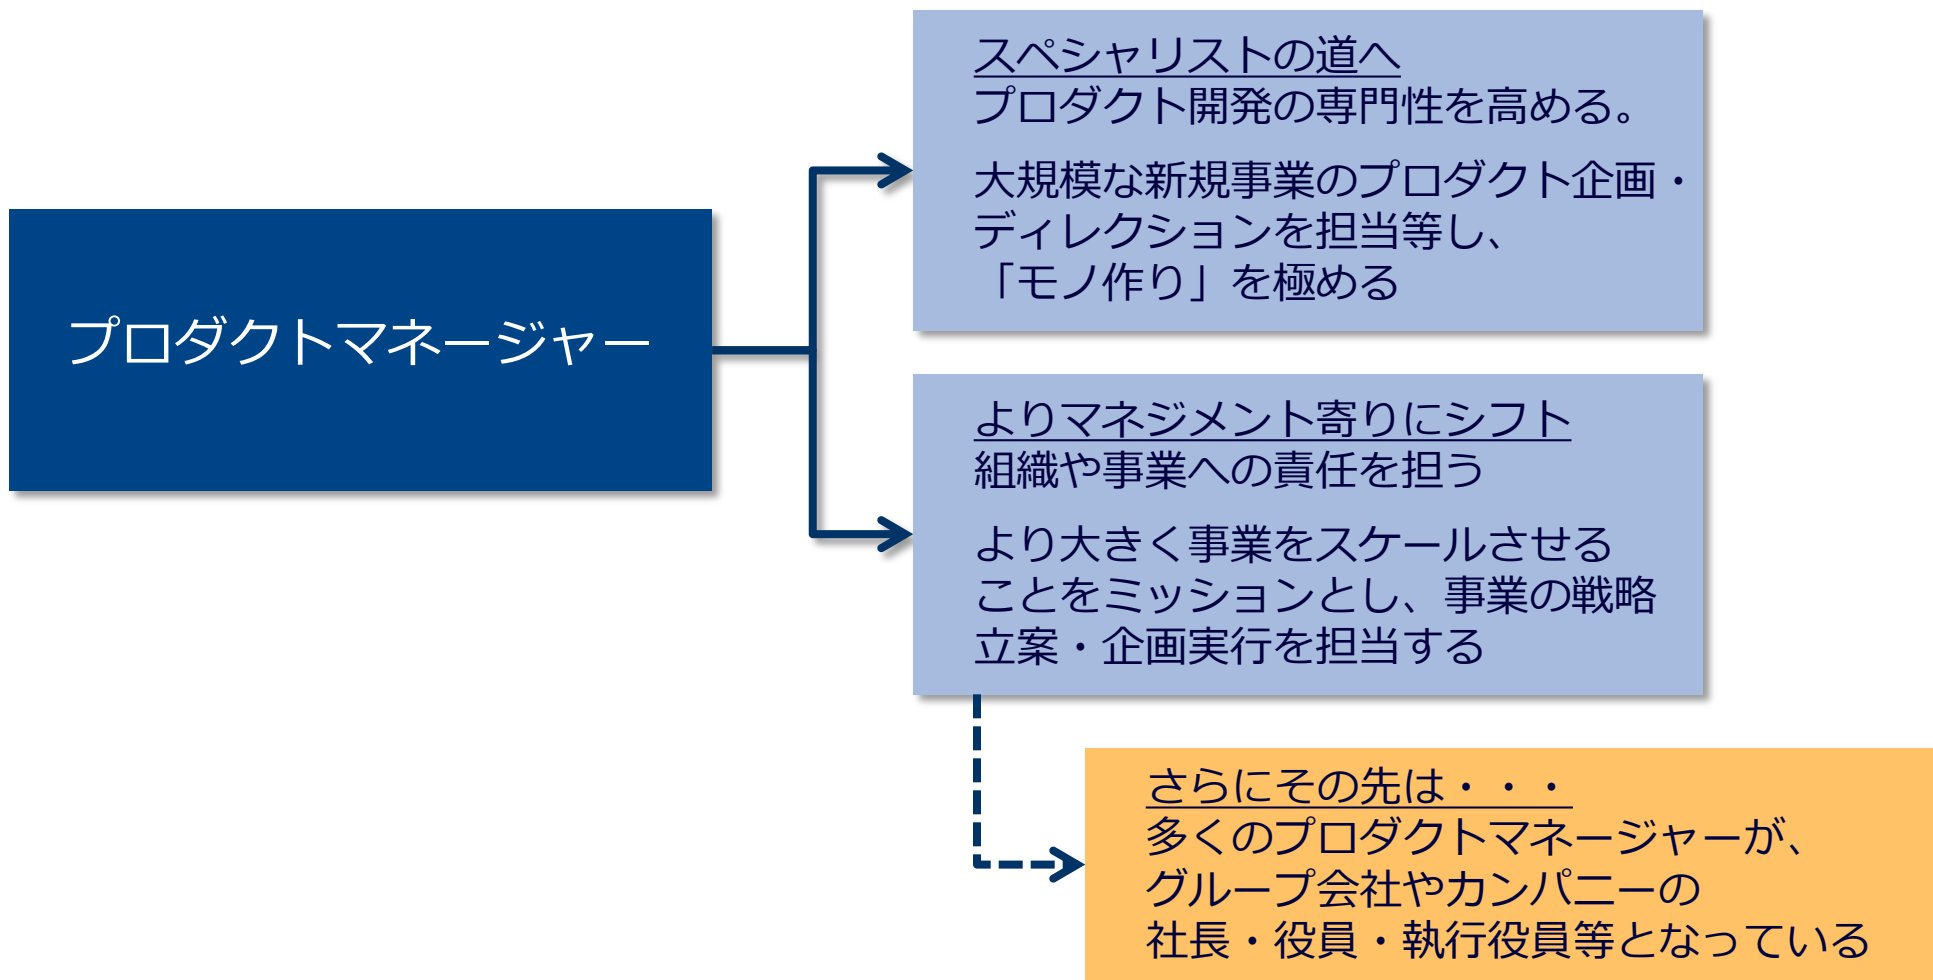 プロダクトマネージャー
スペシャリストの道へ
プロダクト開発の専門性を高める。
大規模な新規事業のプロダクト企画・
ディレクションを担当等し、
「モノ作り」を極める
よりマネジメント寄りにシフト
組織や事業への責任を担う
より大きく事業をスケールさせる
ことをミッションとし、事業の戦略
立案・企画実行を担当する
さらにその先は・・・
多くのプロダクトマネージャーが、
グループ会社やカンパニーの
社長・役員・執行役員等となっている